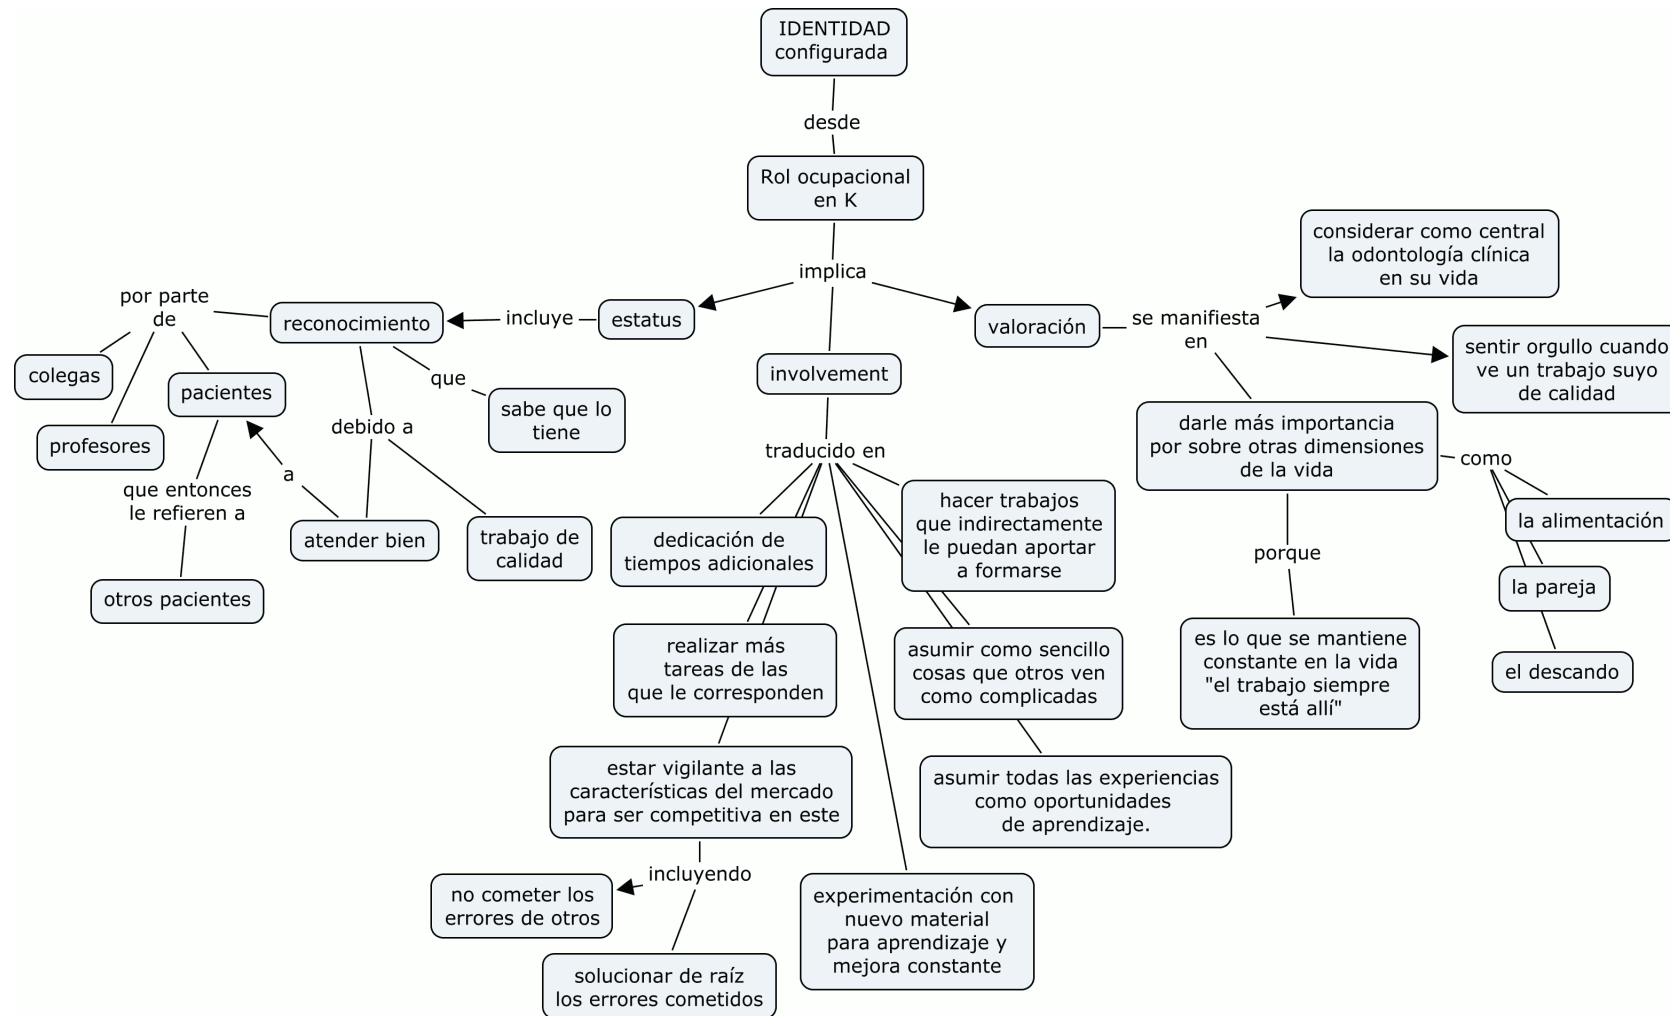 IDENTIDAD
configurada
desde
Rol ocupacional
en K
implica
estatus
incluye
reconocimiento
por parte
de
colegas
profesores
pacientes
que entonces
le refieren a
otros pacientes
a
debido a
atender bien
trabajo de
calidad
que
sabe que lo
tiene
involvement
traducido en
dedicación de
tiempos adicionales
realizar más
tareas de las
que le corresponden
estar vigilante a las
características del mercado
para ser competitiva en este
incluyendo
no cometer los
errores de otros
solucionar de raíz
los errores cometidos
experimentación con
nuevo material
para aprendizaje y
mejora constante
hacer trabajos
que indirectamente
le puedan aportar
a formarse
asumir como sencillo
cosas que otros ven
como complicadas
asumir todas las experiencias
como oportunidades
de aprendizaje.
valoración
se manifiesta
en
considerar como central
la odontología clínica
en su vida
sentir orgullo cuando
ve un trabajo suyo
de calidad
darle más importancia
por sobre otras dimensiones
de la vida
porque
es lo que se mantiene
constante en la vida
"el trabajo siempre
está allí"
como
la alimentación
la pareja
el descando